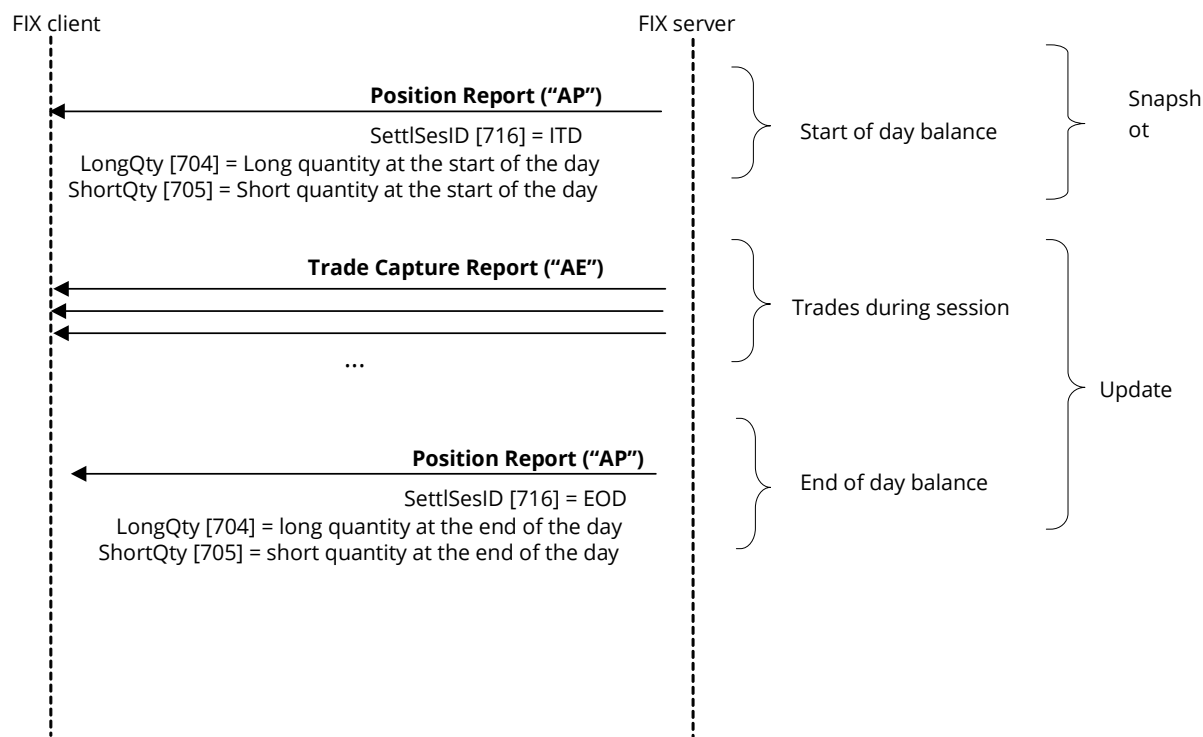 FIX client
FIX server
Position Report (“AP”)
SettlSesID [716] = ITD
LongQty [704] = Long quantity at the start of the day
ShortQty [705] = Short quantity at the start of the day
Start of day balance
Snapsh
ot
Trade Capture Report (“AE”)
...
Trades during session
Update
Position Report (“AP”)
SettlSesID [716] = EOD
LongQty [704] = long quantity at the end of the day
ShortQty [705] = short quantity at the end of the day
End of day balance